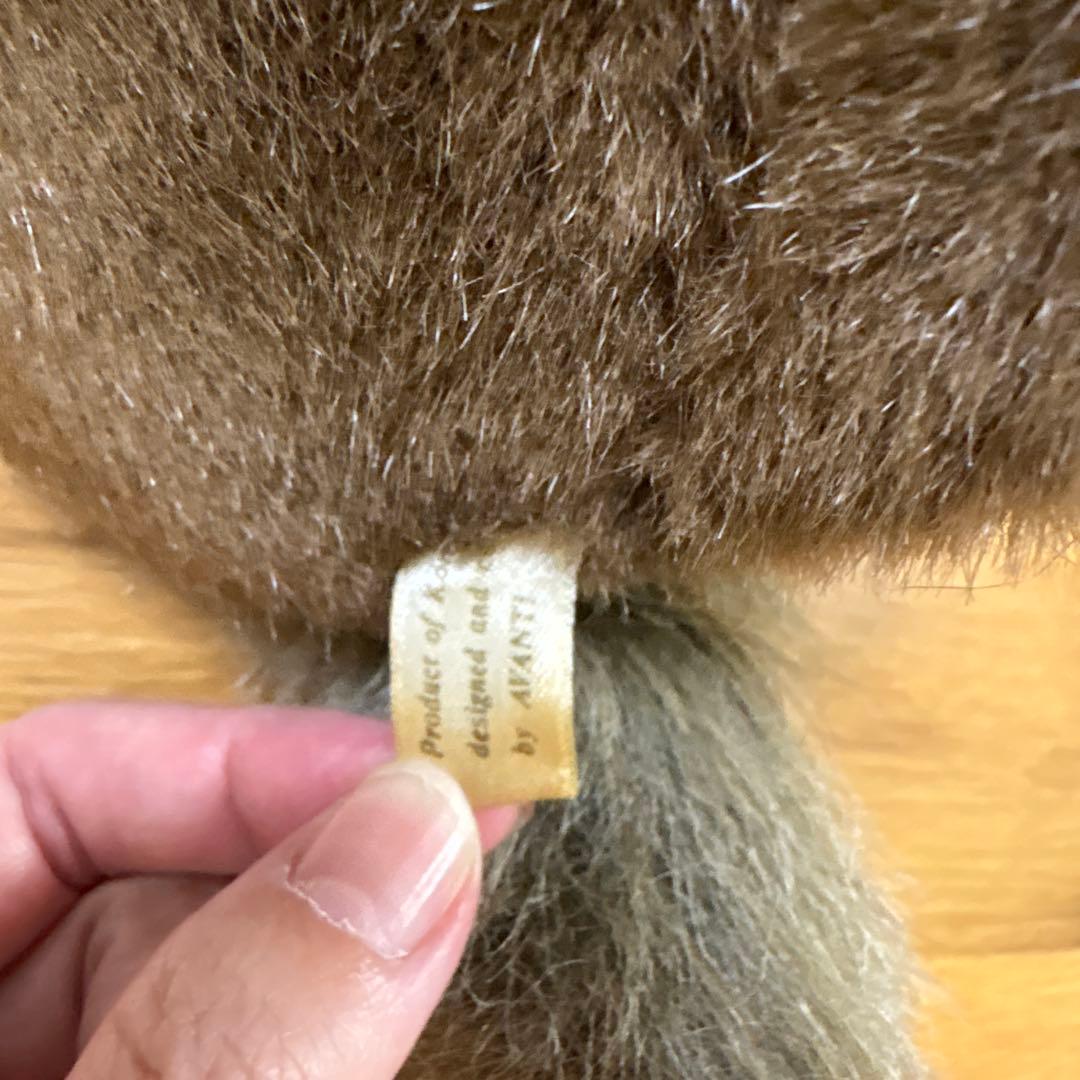 Product of K
designed and
by AVANTI